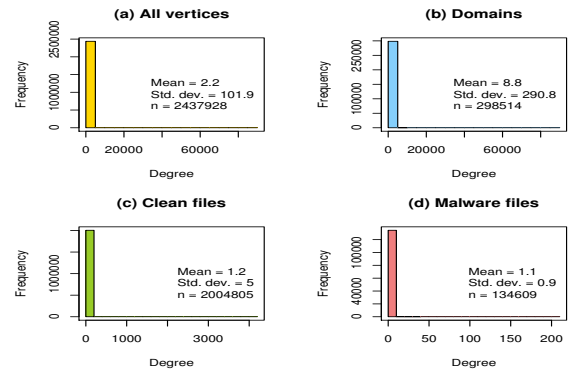 (a) All vertices
Frequency
0 1000000 2500000
Mean = 2.2
Std. dev. = 101.9
n = 2437928
0 20000 60000
Degree
(b) Domains
Frequency
0 100000 250000
Mean = 8.8
Std. dev. = 290.8
n = 298514
0 20000 60000
Degree
(c) Clean files
Frequency
0 1000000
Mean = 1.2
Std. dev. = 5
n = 2004805
0 1000 3000
Degree
(d) Malware files
Frequency
0 40000 100000
Mean = 1.1
Std. dev. = 0.9
n = 134609
0 50 100 150 200
Degree